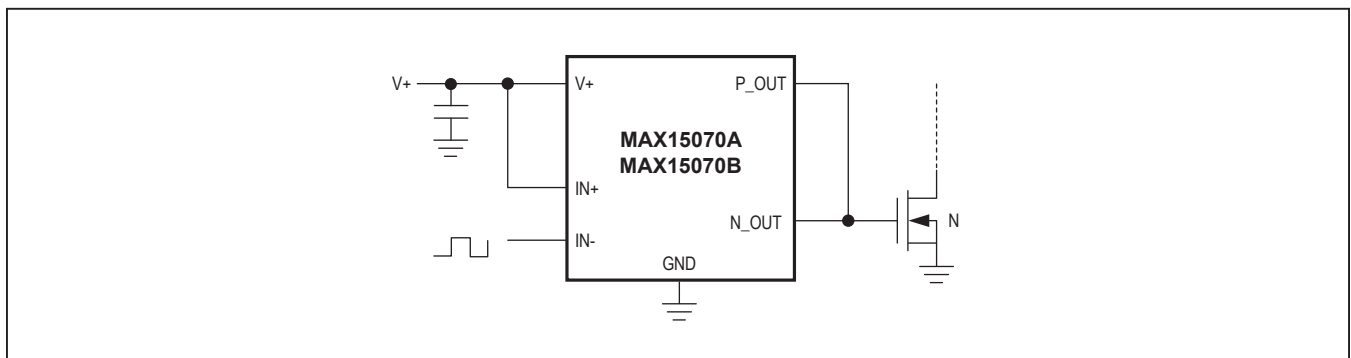 V+
V+
P_OUT
MAX15070A
MAX15070B
IN+
N_OUT
N
IN-
GND